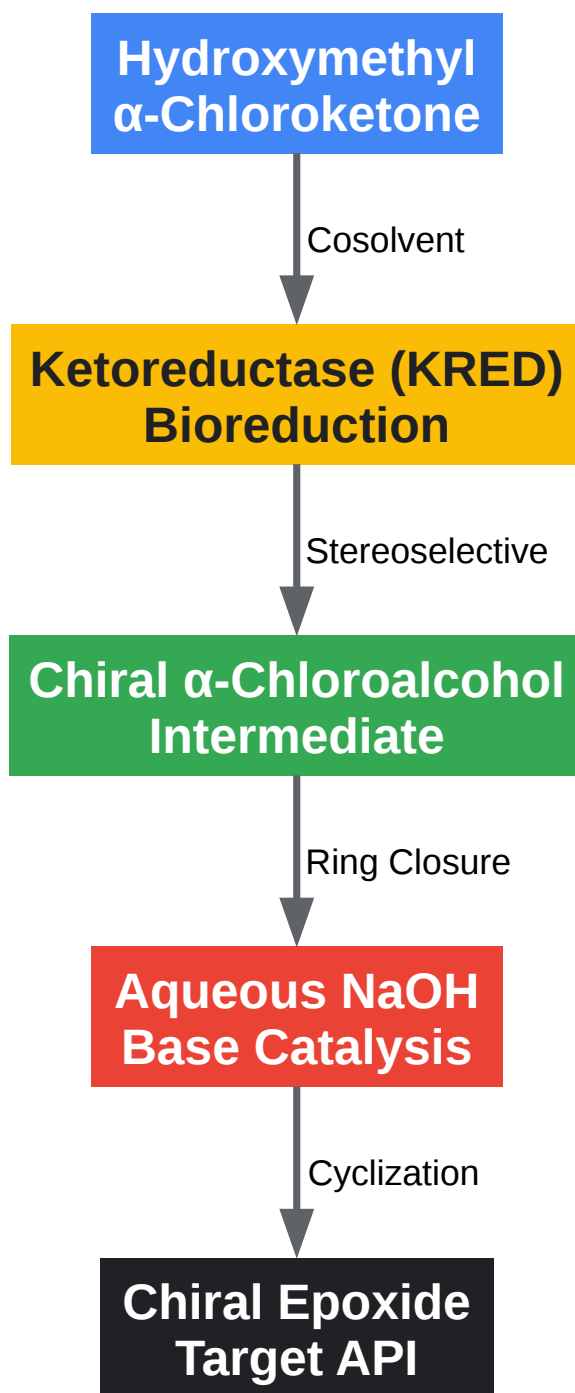 Hydroxymethyl
α-Chloroketone
Cosolvent
Ketoreductase (KRED)
Bioreduction
Stereoselective
Chiral α-Chloroalcohol
Intermediate
Ring Closure
Aqueous NaOH
Base Catalysis
Cyclization
Chiral Epoxide
Target API